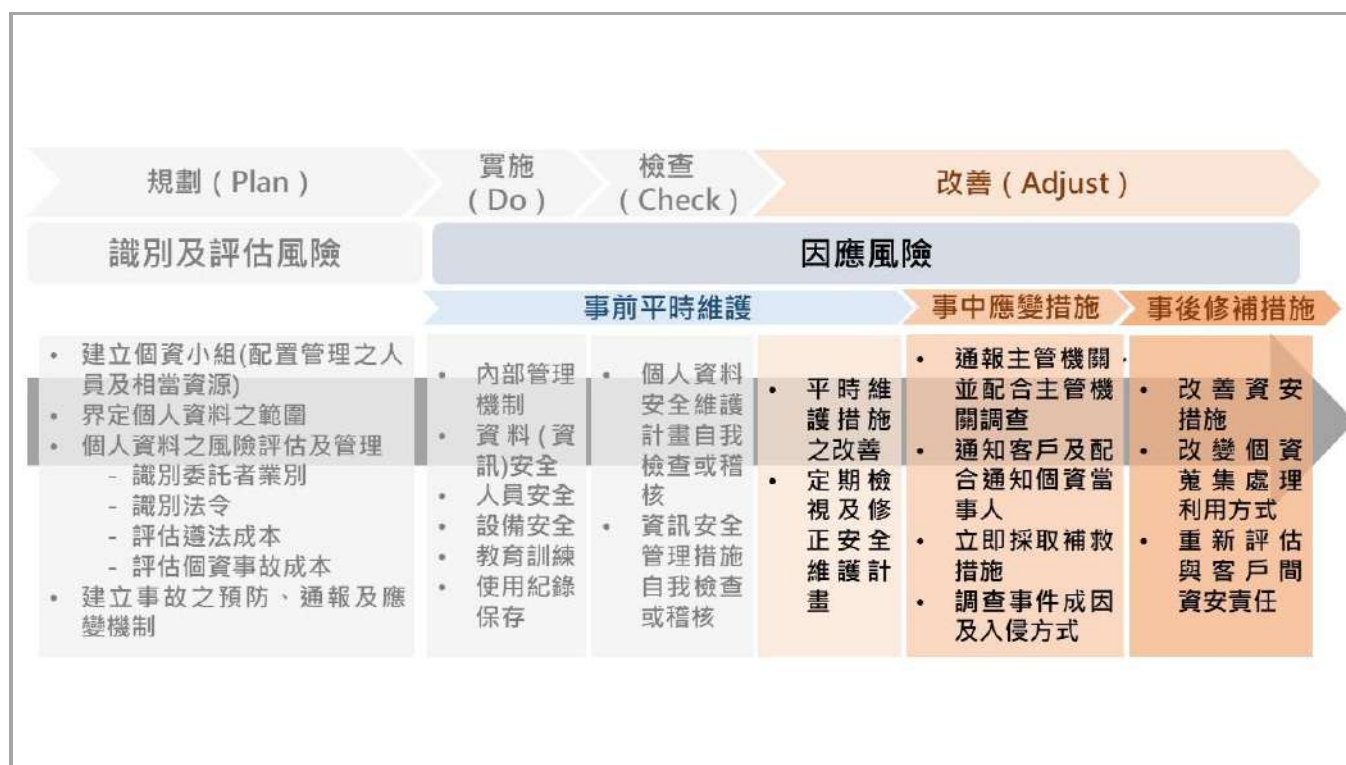 規劃 ( Plan )
實施
( Do )
檢查
( Check )
改善 ( Adjust )
識別及評估風險
因應風險
事前平時維護
事中應變措施
事後修補措施
• 建立個資小組(配置管理之人
員及相當資源)
• 界定個人資料之範圍
• 個人資料之風險評估及管理
- 識別委託者業別
- 識別法令
- 評估遵法成本
- 評估個資事故成本
• 建立事故之預防、通報及應
變機制
• 內部管理
機制
• 資料(資
訊)安全
• 人員安全
• 設備安全
• 教育訓練
• 使用紀錄
保存
• 個人資料
安全維護
計畫自我
檢查或稽
核
• 資訊安全
管理措施
自我檢查
或稽核
• 平時維
護措施
之改善
• 定期檢
視及修
正安全
維護計
畫
• 通報主管機關
並配合主管機
關調查
• 通知客戶及配
合通知個資當
事人
• 立即採取補救
措施
• 調查事件成因
及入侵方式
• 改善資安
措施
• 改變個資
蒐集處理
利用方式
• 重新評估
與客戶間
資安責任